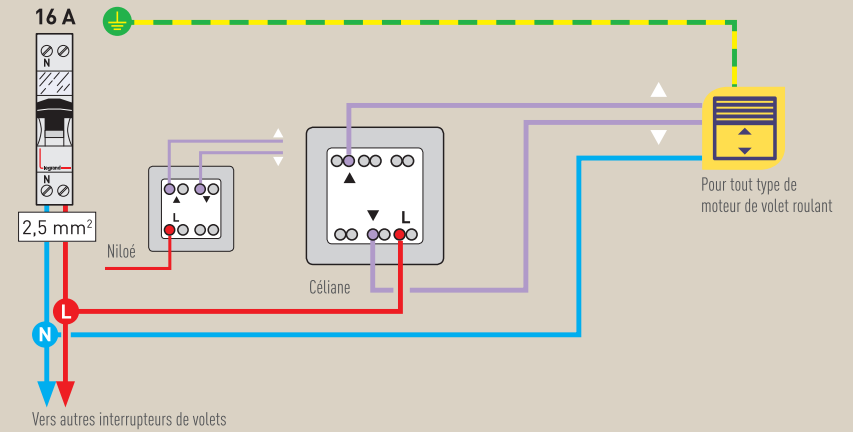 16 A
N
legrand
N
2,5 mm²
L
Niloé
L
Céliane
Pour tout type de
moteur de volet roulant
L
N
Vers autres interrupteurs de volets